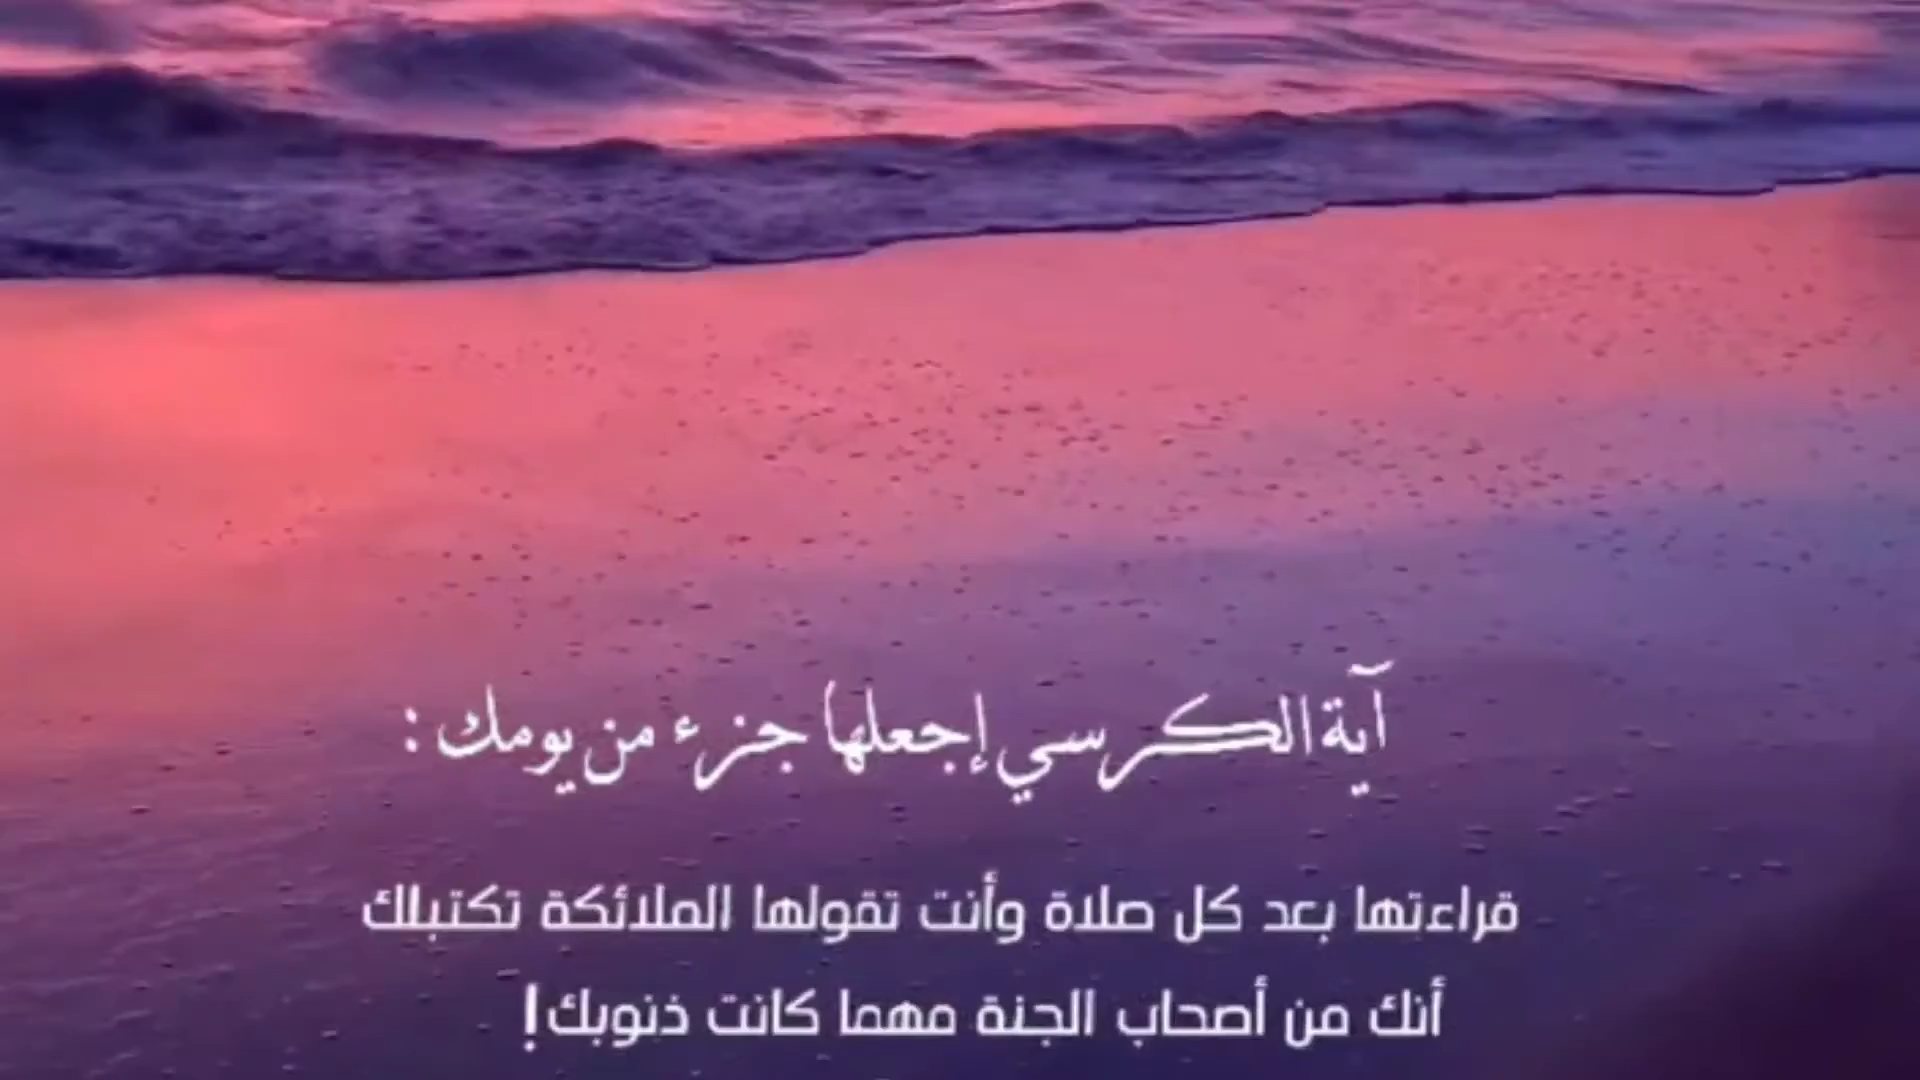 آية الكرسي إجعلها جزء من يومك :
قراءتها بعد كل صلاة وأنت تقولها الملائكة تكتبلك
أنك من أصحاب الجنة مهما كانت ذنوبك!